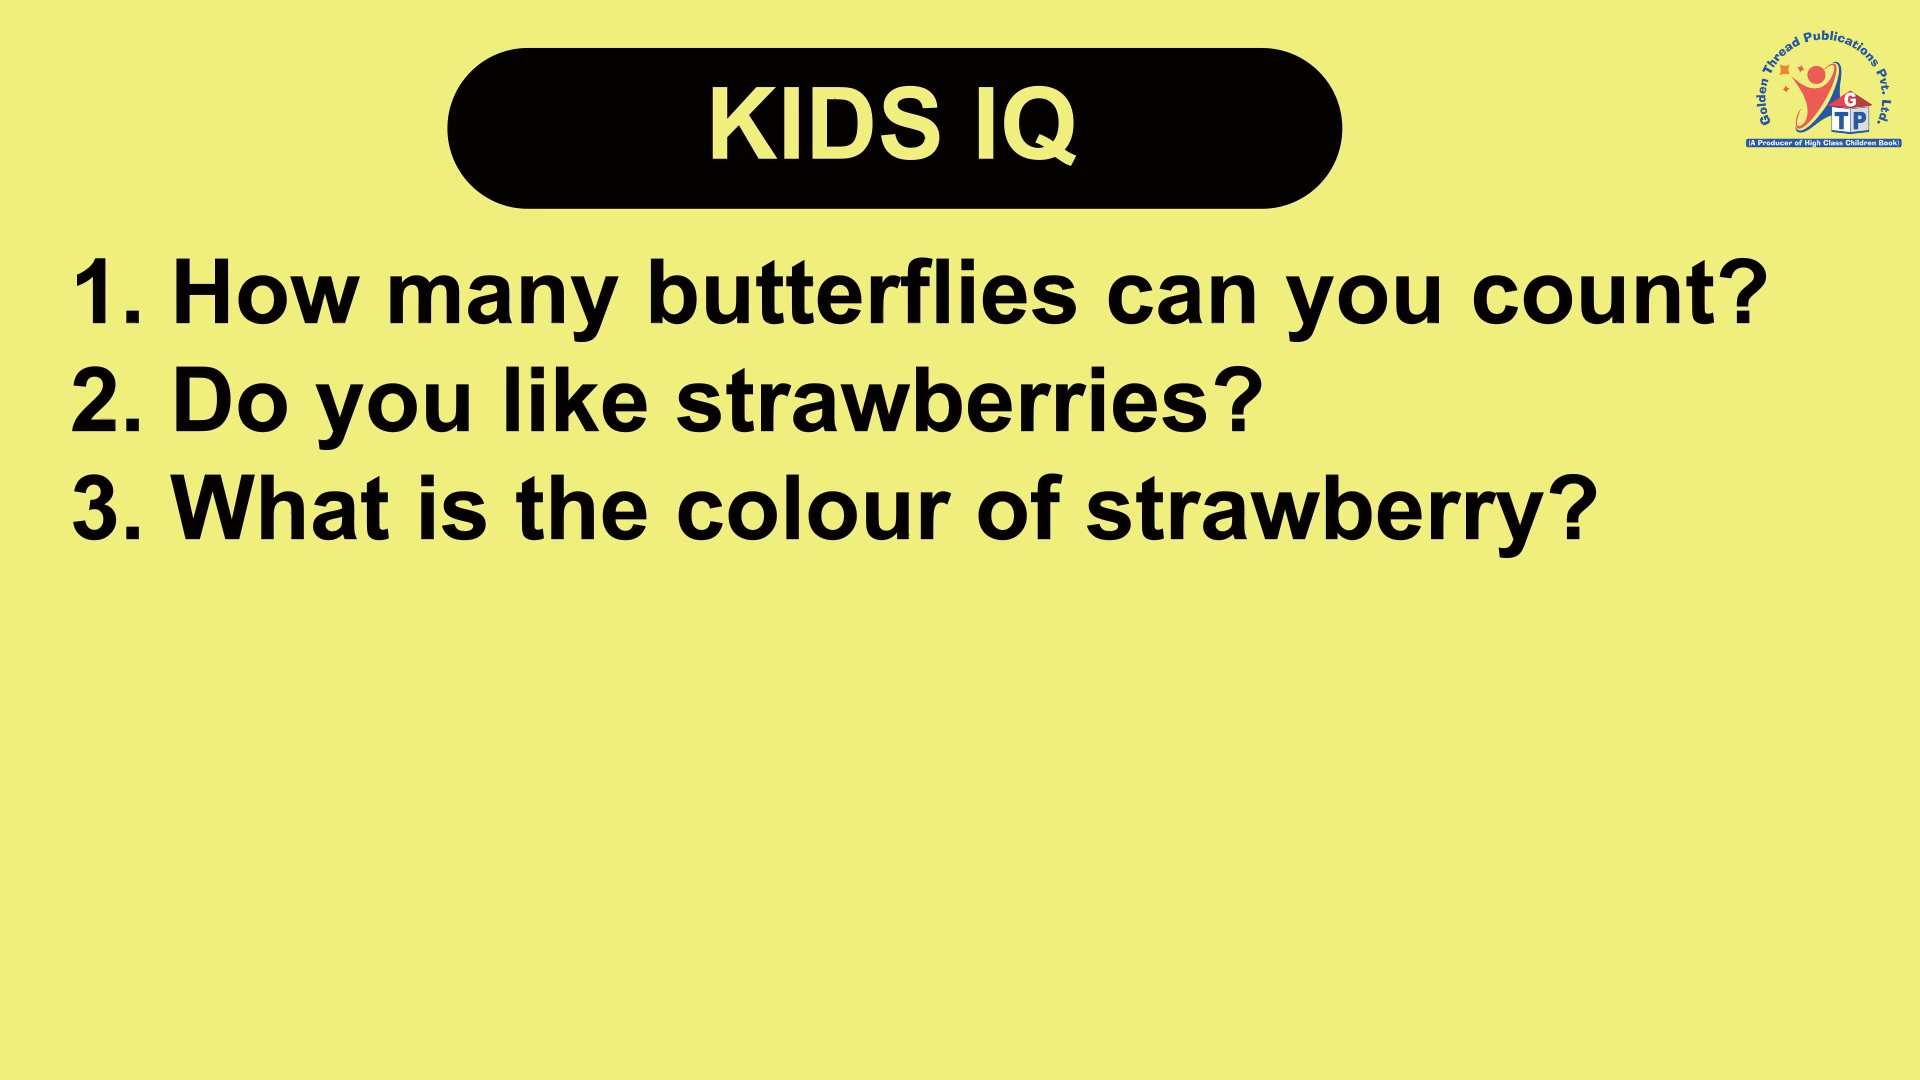 KIDS IQ
Golden Thread Publications Pvt. Ltd.
G
TP
(A Producer of High Class Children Book)
1. How many butterflies can you count?
2. Do you like strawberries?
3. What is the colour of strawberry?